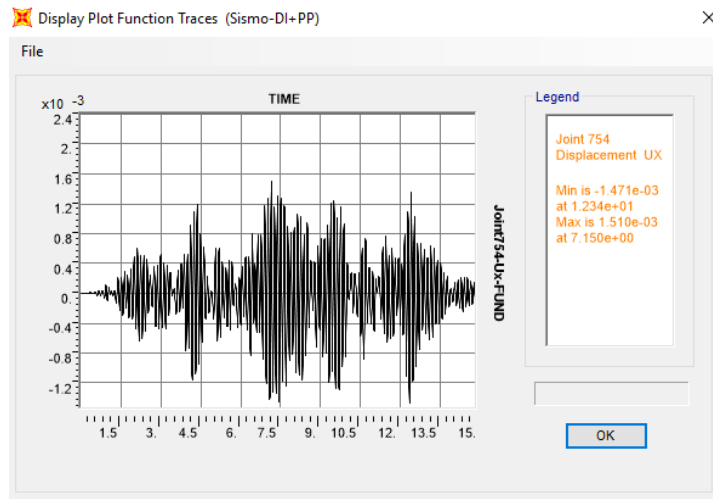 Display Plot Function Traces (Sismo-DI+PP)
File
x10 -3
TIME
2.4
2.
1.6
1.2
0.8
0.4
0.
-0.4
-0.8
-1.2
1.5 3. 4.5 6. 7.5 9. 10.5 12. 13.5 15.
Joint754-Ux-FUND
Legend
Joint 754
Displacement UX
Min is -1.471e-03
at 1.234e+01
Max is 1.510e-03
at 7.150e+00
OK